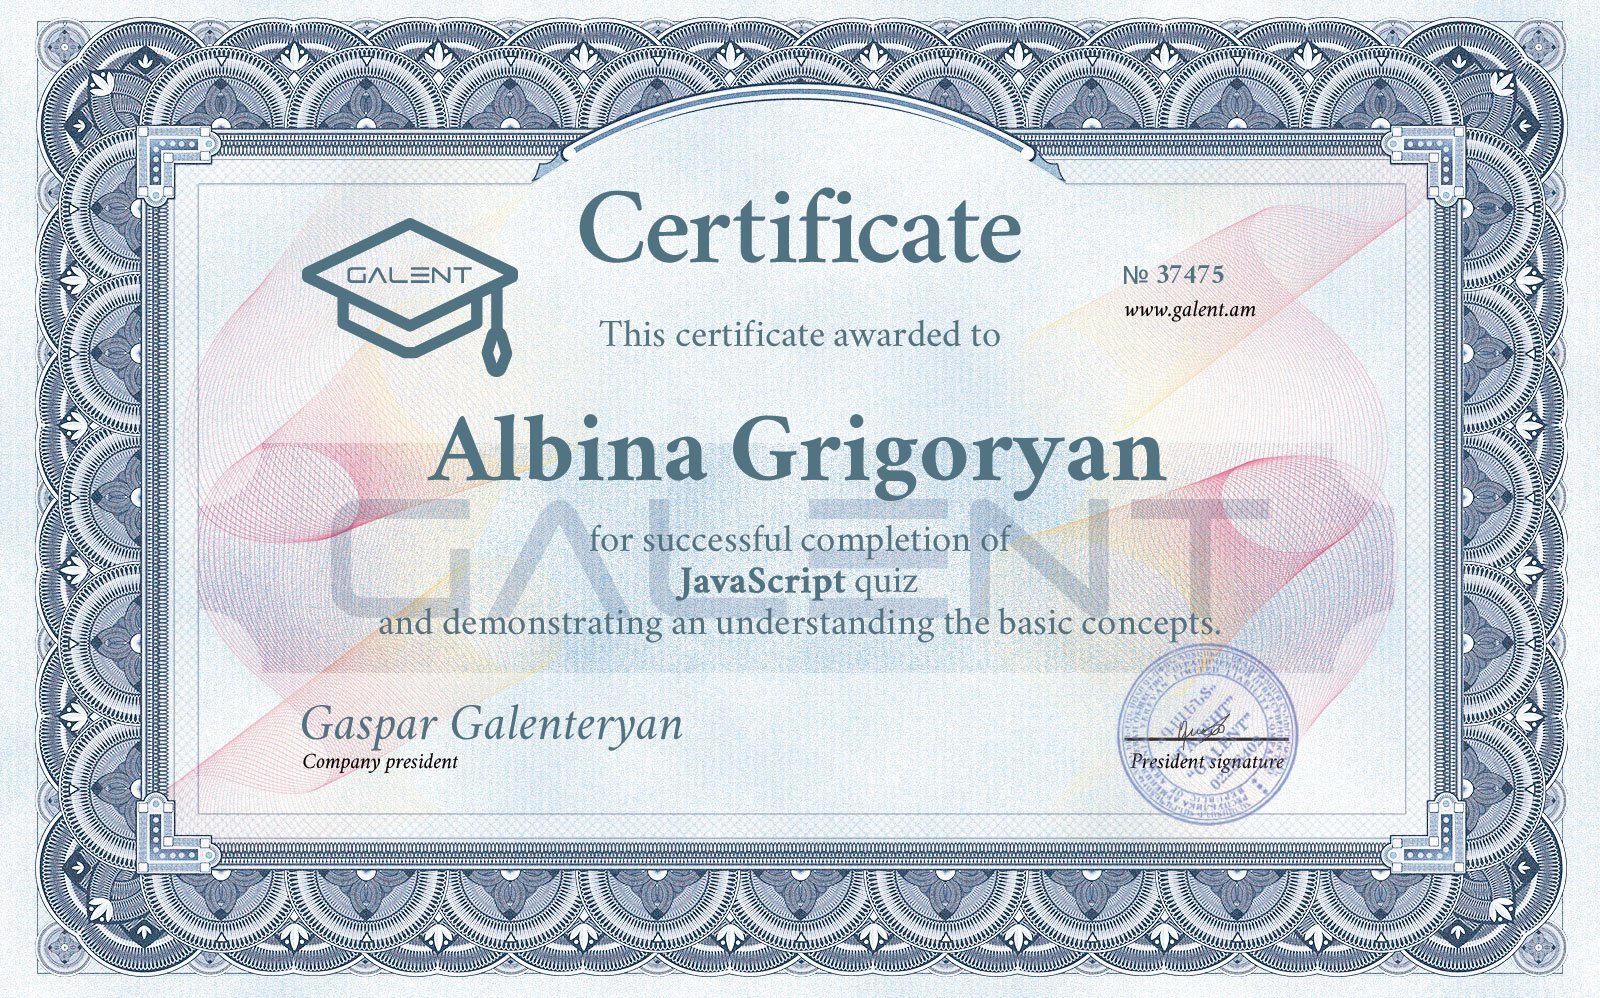 Certificate
GALENT
№ 37475
www.galent.am
This certificate awarded to
Albina Grigoryan
GALENT
for successful completion of
JavaScript quiz
and demonstrating an understanding the basic concepts.
Gaspar Galenteryan
Company president
"GALENT"
President signature